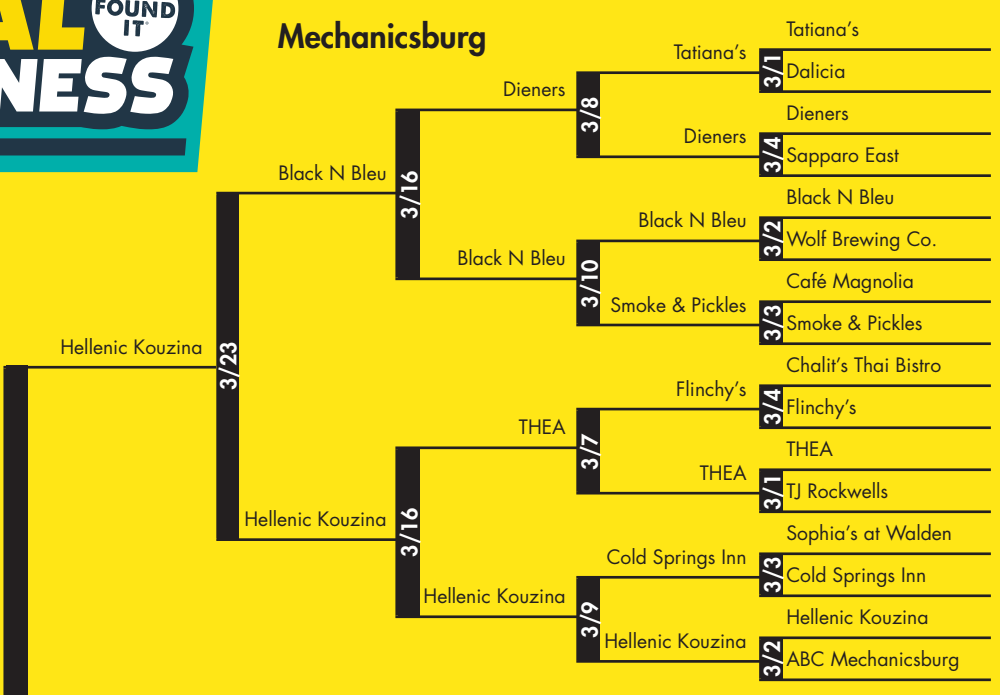 AL
FOUND
IT
NESS
Mechanicsburg
Hellenic Kouzina
3/23
Black N Bleu
Hellenic Kouzina
3/16
3/16
Dieners
Black N Bleu
THEA
Hellenic Kouzina
3/8
3/10
3/7
3/9
Tatiana's
Dieners
Black N Bleu
Smoke & Pickles
Flinchy's
THEA
Cold Springs Inn
Hellenic Kouzina
3/1
3/4
3/2
3/3
3/4
3/1
3/3
3/2
Tatiana's
Dalicia
Dieners
Sapparo East
Black N Bleu
Wolf Brewing Co.
Café Magnolia
Smoke & Pickles
Chalit's Thai Bistro
Flinchy's
THEA
TJ Rockwells
Sophia's at Walden
Cold Springs Inn
Hellenic Kouzina
ABC Mechanicsburg